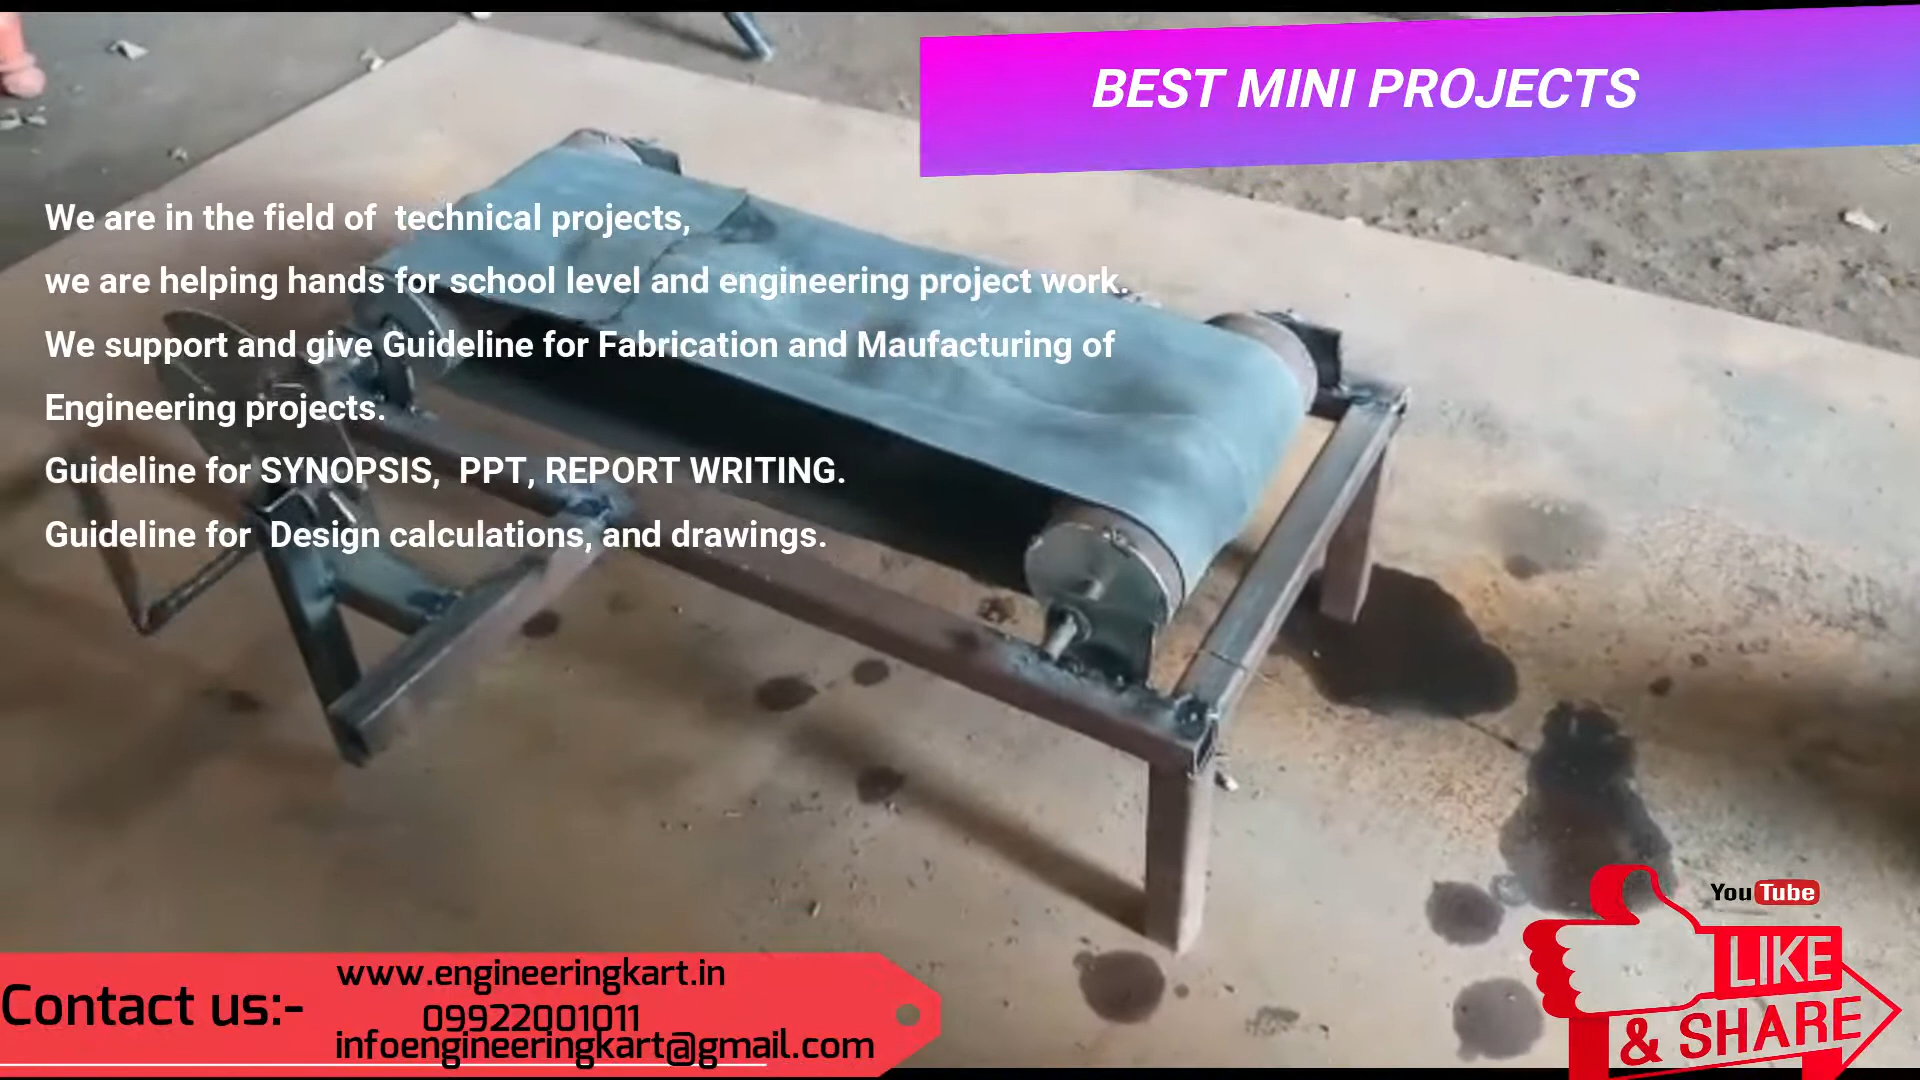 BEST MINI PROJECTS
We are in the field of  technical projects,
we are helping hands for school level and engineering project work.
We support and give Guideline for Fabrication and Maufacturing of
Engineering projects.
Guideline for SYNOPSIS,  PPT, REPORT WRITING.
Guideline for  Design calculations, and drawings.
Contact us:-
www.engineeringkart.in
09922001011
infoengineeringkart@gmail.com
YouTube
LIKE
& SHARE